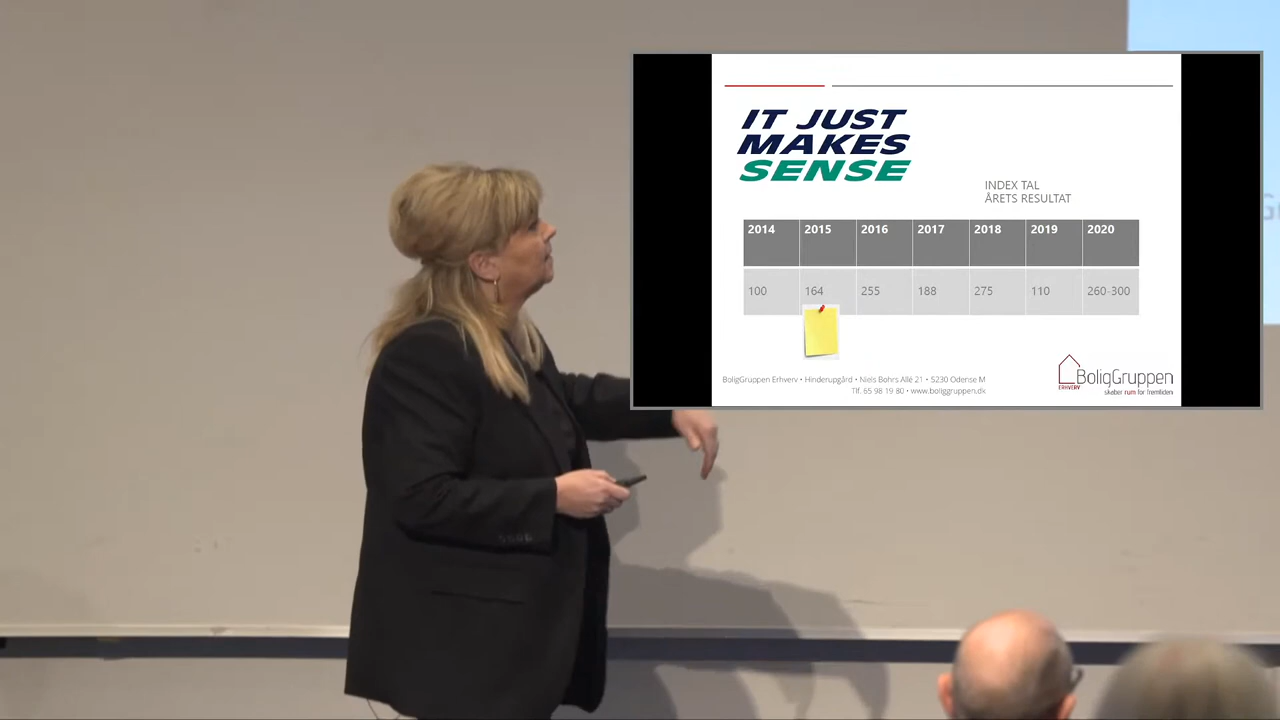 IT JUST
MAKES
SENSE
INDEX TAL
ÅRETS RESULTAT
2014 2015 2016 2017 2018 2019 2020
100 164 255 188 275 110 260-300
BoligGruppen Erhverv • Hinderupgård • Niels Bohrs Allé 21 • 5230 Odense M
Tlf. 65 98 19 80 • www.boliggruppen.dk
BoligGruppen
ERHVERV
skaber rum for fremtiden